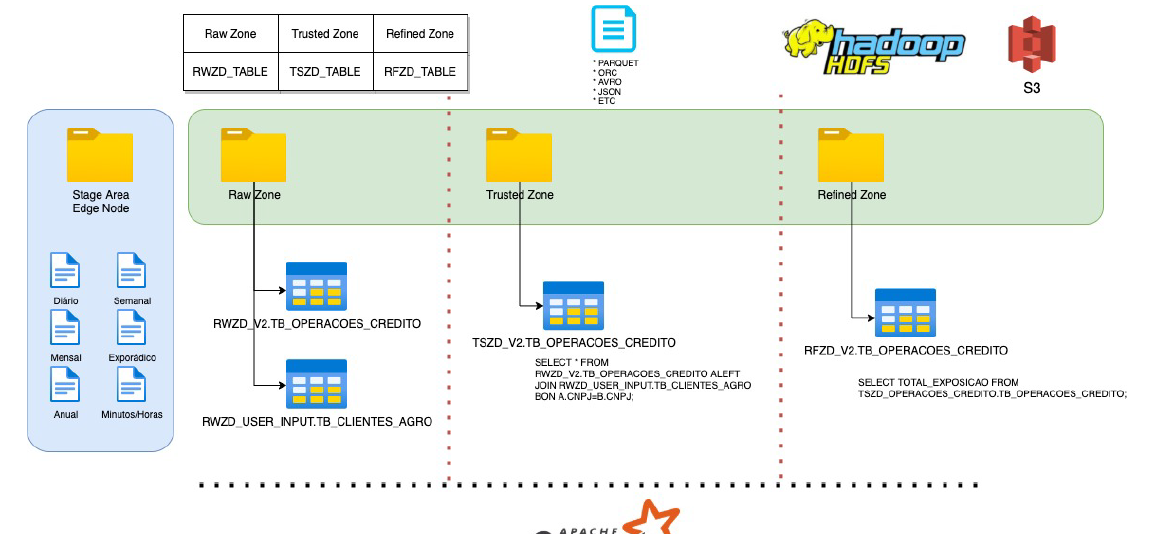 Raw Zone
Trusted Zone
Refined Zone
RWZD_TABLE
TSZD_TABLE
RFZD_TABLE
* PARQUET
* ORC
* AVRO
* JSON
* ETC
hadoop
HDFS
S3
Stage Area
Edge Node
Diário
Semanal
Mensal
Exporádico
Anual
Minutos/Horas
Raw Zone
RWZD_V2.TB_OPERACOES_CREDITO
RWZD_USER_INPUT.TB_CLIENTES_AGRO
Trusted Zone
TSZD_V2.TB_OPERACOES_CREDITO
SELECT * FROM
RWZD_V2.TB_OPERACOES_CREDITO ALEFT
JOIN RWZD_USER_INPUT.TB_CLIENTES_AGRO
BON A.CNPJ=B.CNPJ;
Refined Zone
RFZD_V2.TB_OPERACOES_CREDITO
SELECT TOTAL_EXPOSICAO FROM
TSZD_OPERACOES_CREDITO.TB_OPERACOES_CREDITO;
APACHE